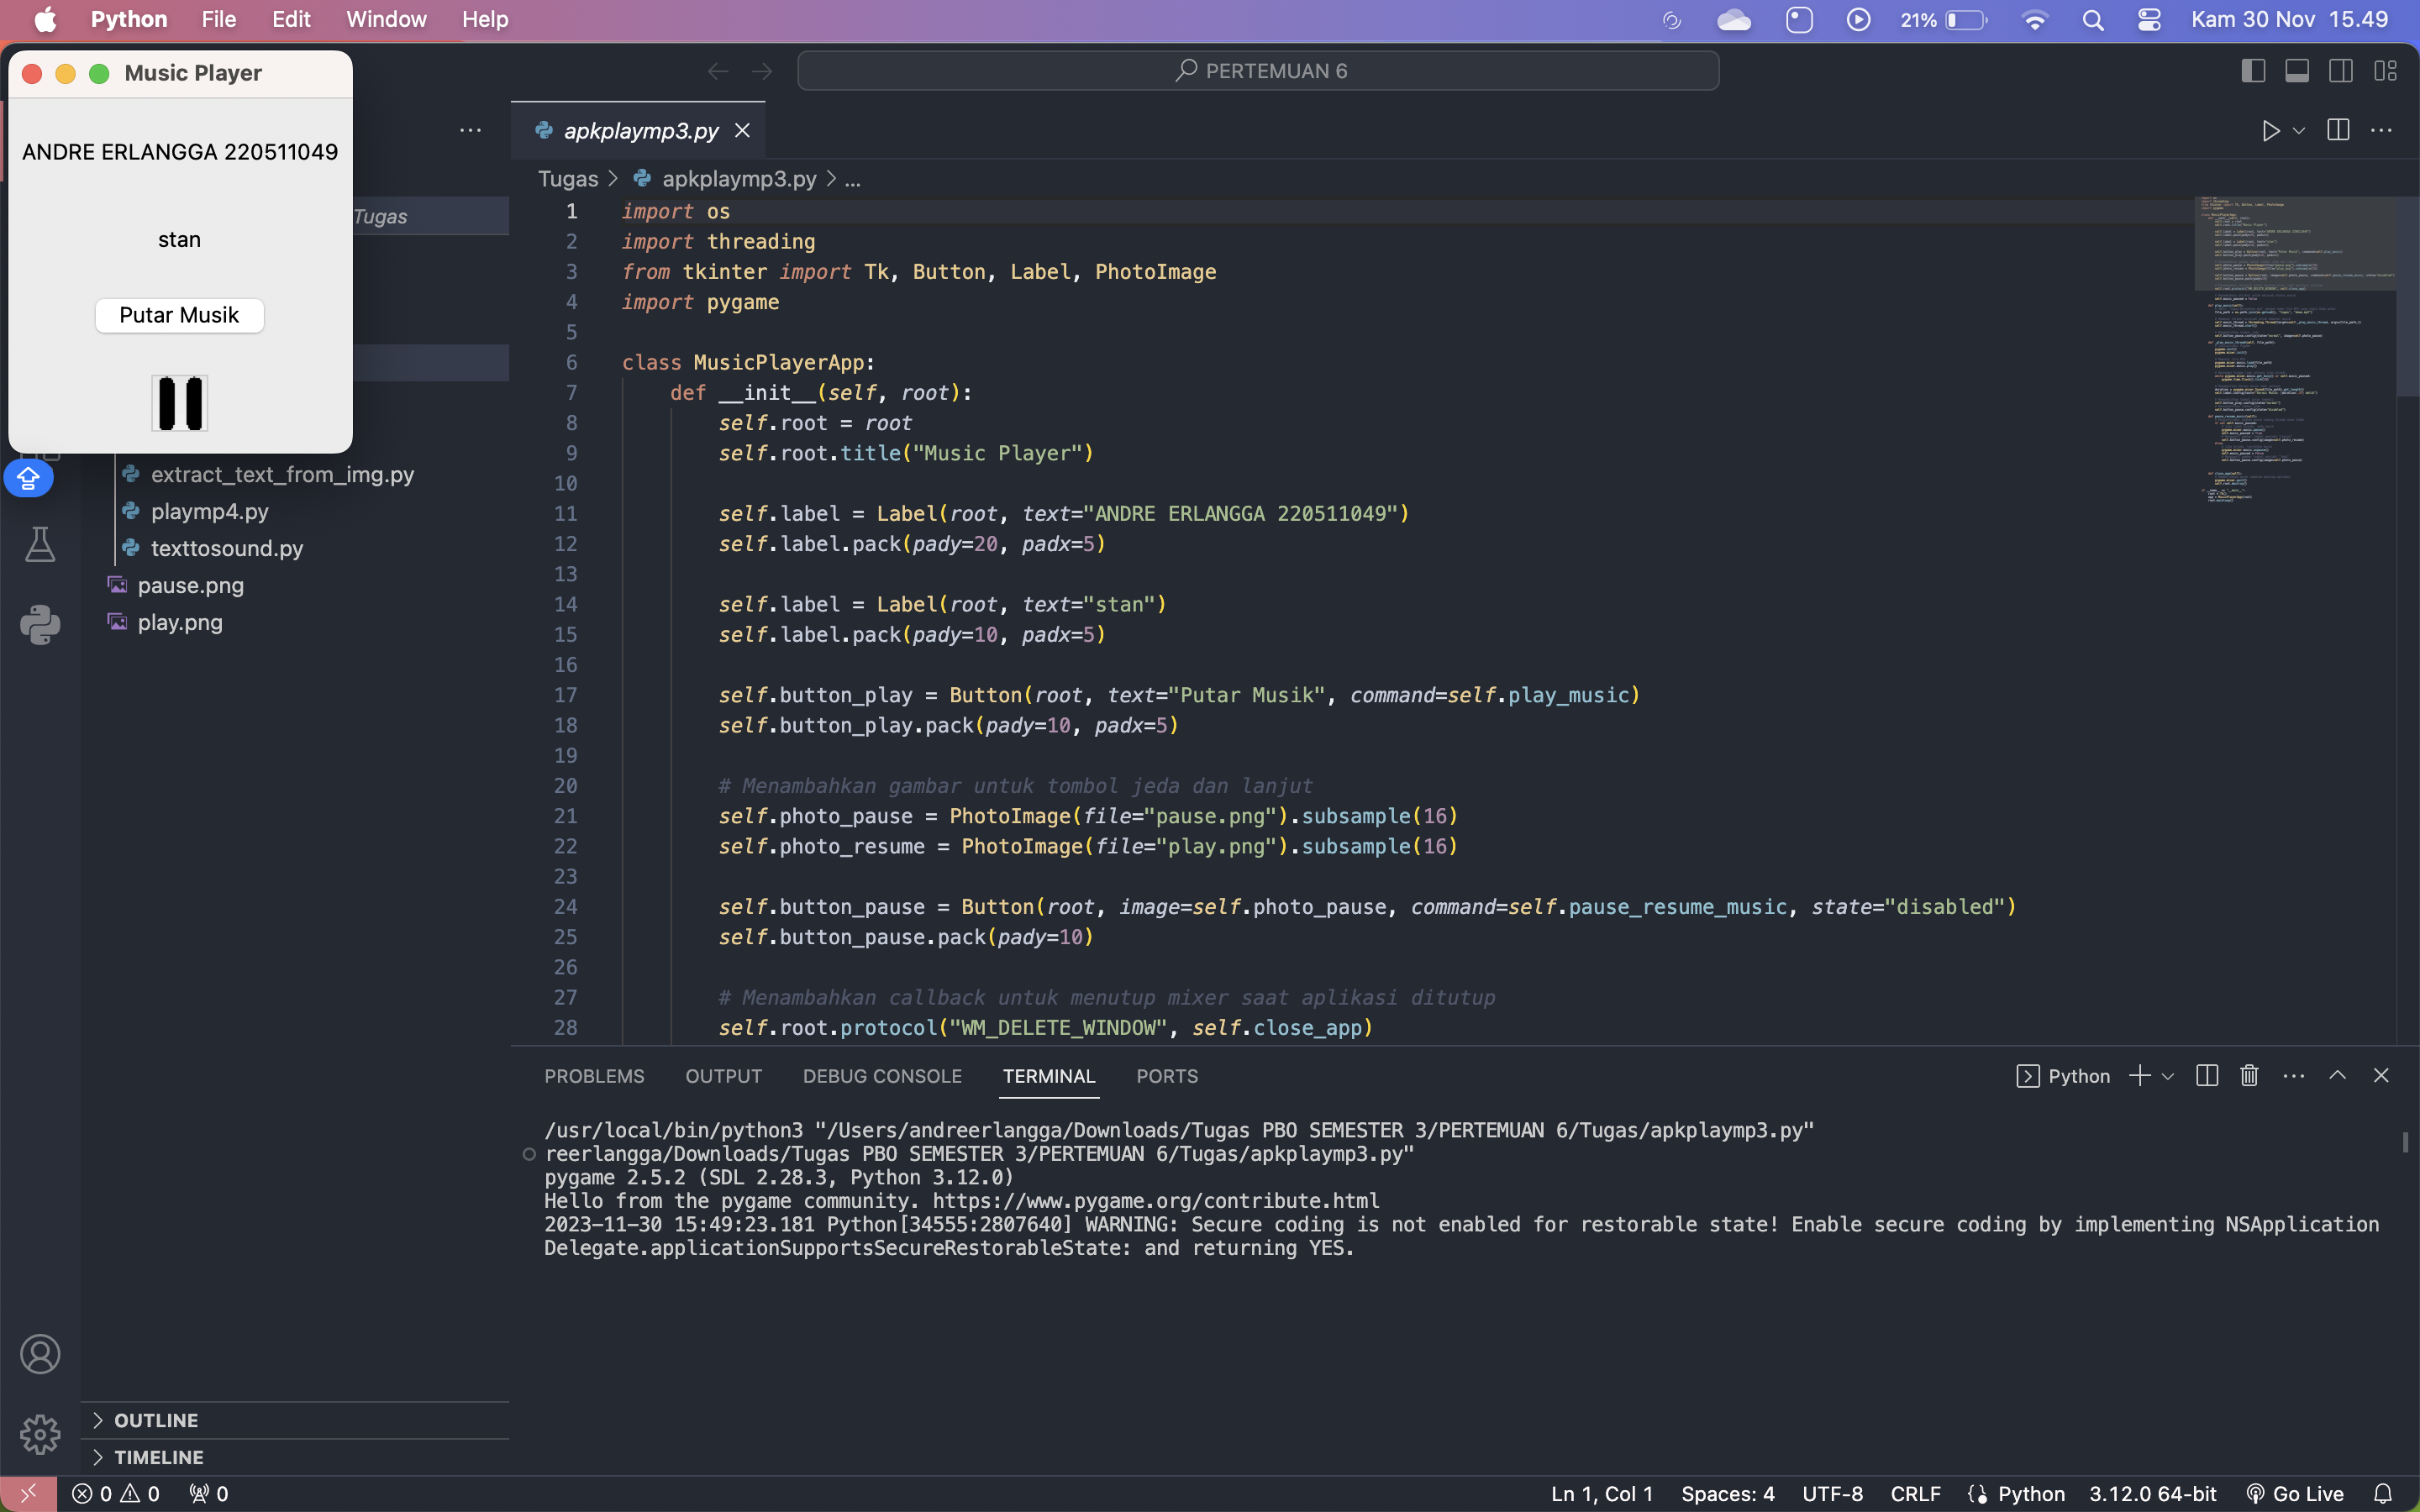 Python File Edit Window Help 21% Kam 30 Nov 15.49
Music Player
ANDRE ERLANGGA 220511049
stan
Putar Musik
PERTEMUAN 6
Tugas
extract_text_from_img.py
playmp4.py
texttosound.py
pause.png
play.png
OUTLINE
TIMELINE
apkplaymp3.py
Tugas > apkplaymp3.py > ...
1 import os
2 import threading
3 from tkinter import Tk, Button, Label, PhotoImage
4 import pygame
5
6 class MusicPlayerApp:
7 def __init__(self, root):
8 self.root = root
9 self.root.title("Music Player")
10
11 self.label = Label(root, text="ANDRE ERLANGGA 220511049")
12 self.label.pack(pady=20, padx=5)
13
14 self.label = Label(root, text="stan")
15 self.label.pack(pady=10, padx=5)
16
17 self.button_play = Button(root, text="Putar Musik", command=self.play_music)
18 self.button_play.pack(pady=10, padx=5)
19
20 # Menambahkan gambar untuk tombol jeda dan lanjut
21 self.photo_pause = PhotoImage(file="pause.png").subsample(16)
22 self.photo_resume = PhotoImage(file="play.png").subsample(16)
23
24 self.button_pause = Button(root, image=self.photo_pause, command=self.pause_resume_music, state="disabled")
25 self.button_pause.pack(pady=10)
26
27 # Menambahkan callback untuk menutup mixer saat aplikasi ditutup
28 self.root.protocol("WM_DELETE_WINDOW", self.close_app)
PROBLEMS OUTPUT DEBUG CONSOLE TERMINAL PORTS Python
/usr/local/bin/python3 "/Users/andreerlangga/Downloads/Tugas PBO SEMESTER 3/PERTEMUAN 6/Tugas/apkplaymp3.py"
reerlangga/Downloads/Tugas PBO SEMESTER 3/PERTEMUAN 6/Tugas/apkplaymp3.py"
pygame 2.5.2 (SDL 2.28.3, Python 3.12.0)
Hello from the pygame community. https://www.pygame.org/contribute.html
2023-11-30 15:49:23.181 Python[34555:2807640] WARNING: Secure coding is not enabled for restorable state! Enable secure coding by implementing NSApplication
Delegate.applicationSupportsSecureRestorableState: and returning YES.
0 0 0 Ln 1, Col 1 Spaces: 4 UTF-8 CRLF Python 3.12.0 64-bit Go Live